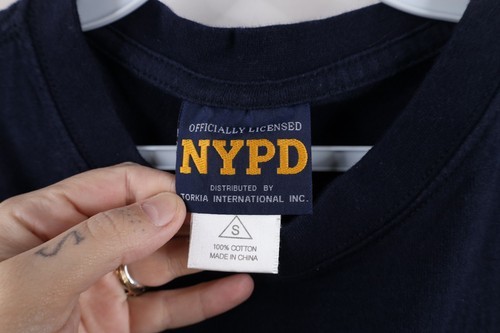 OFFICIALLY LICENSED
NYPD
DISTRIBUTED BY
TORKIA INTERNATIONAL INC.
S
100% COTTON
MADE IN CHINA